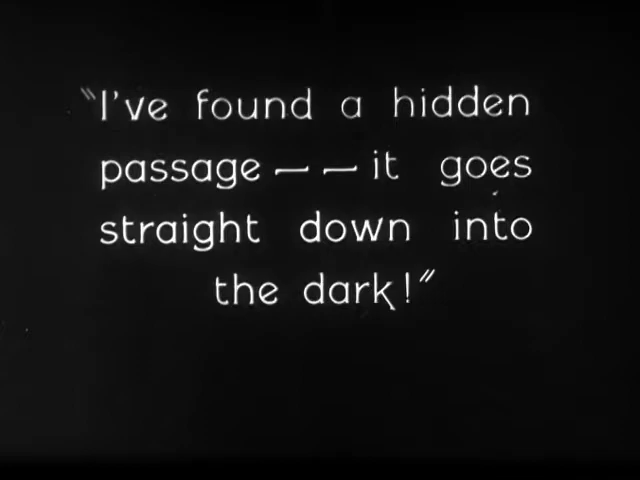 "I've found a hidden
passage — — it goes
straight down into
the dark!"